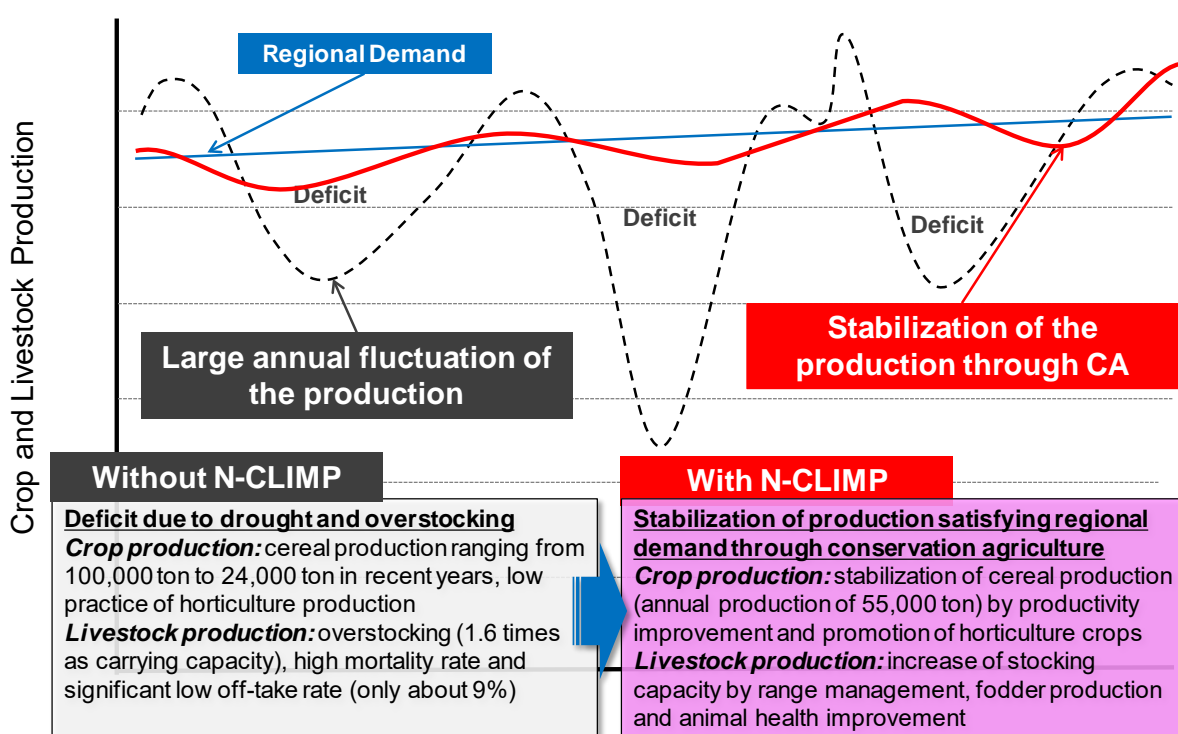 Crop and Livestock Production
Regional Demand
Deficit
Deficit
Deficit
Large annual fluctuation of
the production
Stabilization of the
production through CA
Without N-CLIMP
Deficit due to drought and overstocking
Crop production: cereal production ranging from
100,000 ton to 24,000 ton in recent years, low
practice of horticulture production
Livestock production: overstocking (1.6 times
as carrying capacity), high mortality rate and
significant low off-take rate (only about 9%)
With N-CLIMP
Stabilization of production satisfying regional
demand through conservation agriculture
Crop production: stabilization of cereal production
(annual production of 55,000 ton) by productivity
improvement and promotion of horticulture crops
Livestock production: increase of stocking
capacity by range management, fodder production
and animal health improvement